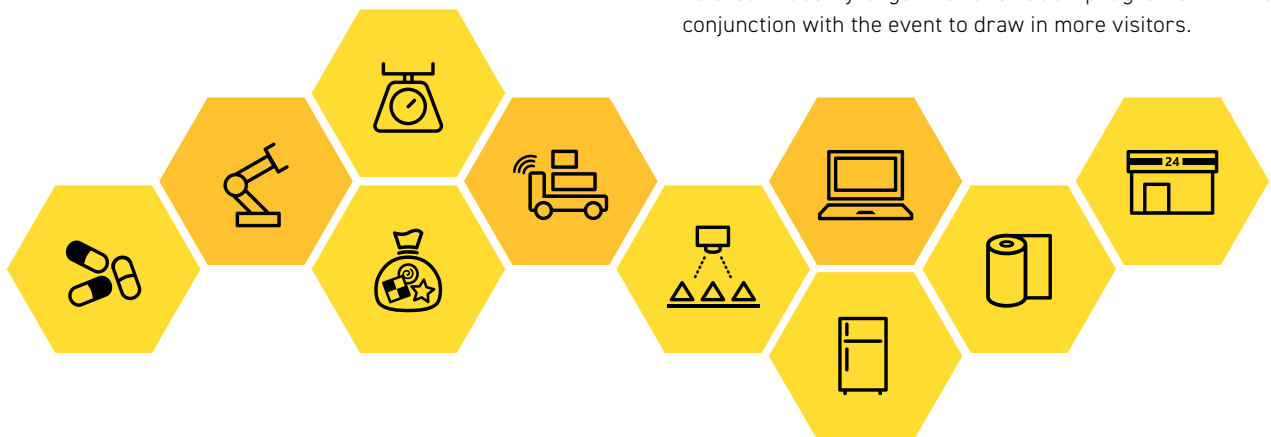 conjunction with the event to draw in more visitors.
24